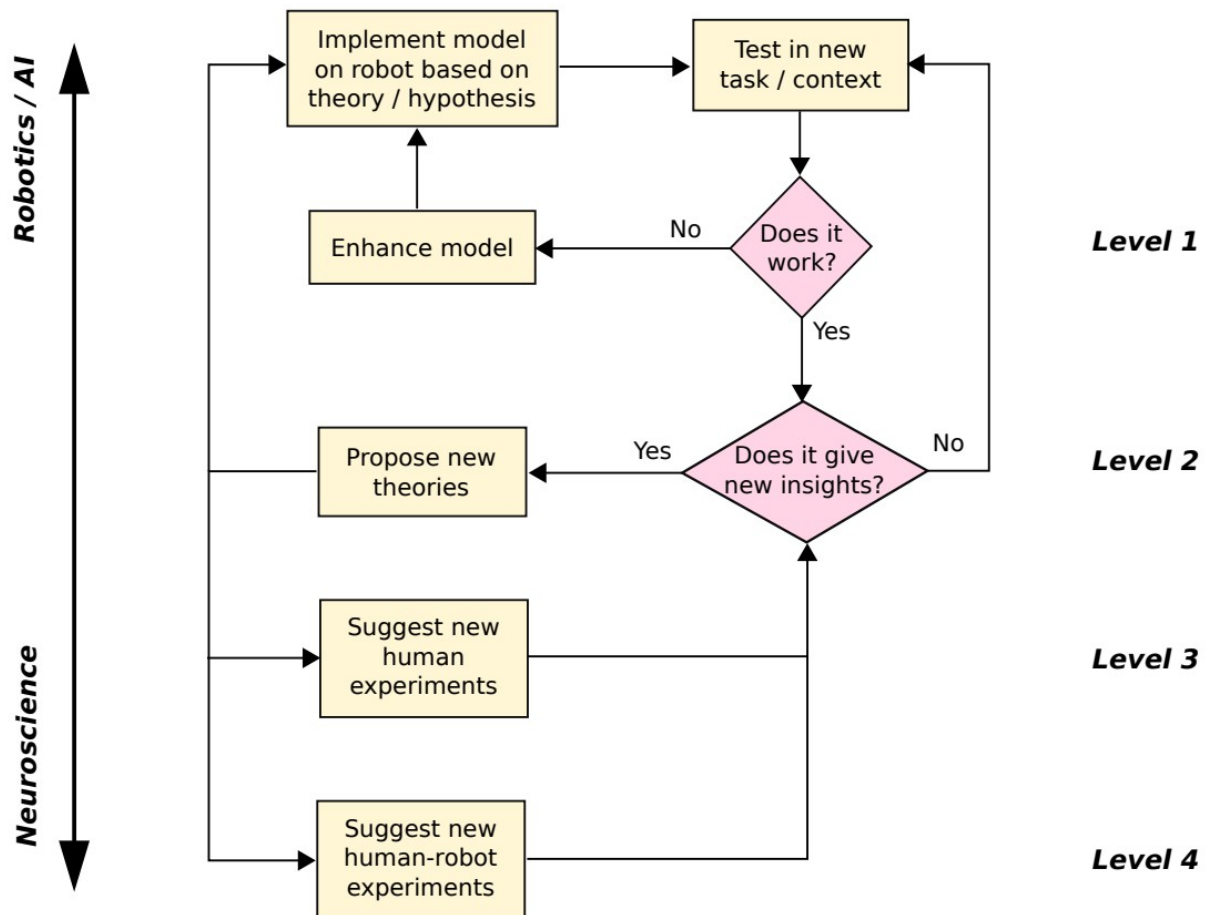 Robotics / AI
Implement model
on robot based on
theory / hypothesis
Test in new
task / context
Enhance model
No
Does it
work?
Level 1
Yes
Propose new
theories
Yes
Does it give
new insights?
No
Level 2
Neuroscience
Suggest new
human
experiments
Level 3
Suggest new
human-robot
experiments
Level 4